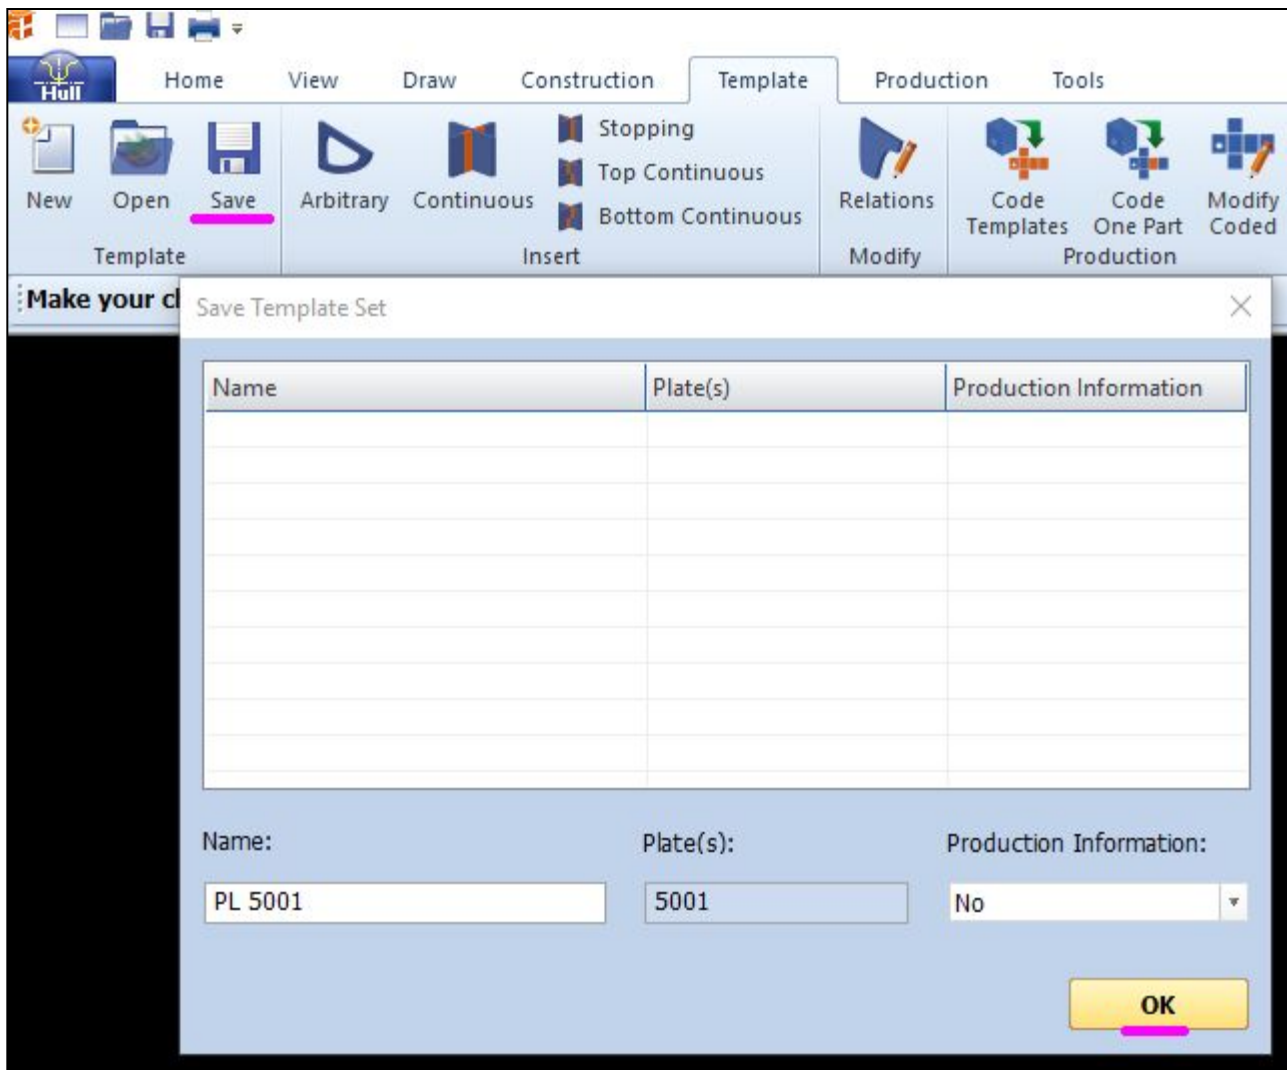 Hull
Home View Draw Construction Template Production Tools
New Open Save Arbitrary Continuous Stopping Top Continuous Bottom Continuous Relations Code Templates Code One Part Modify Coded
Template Insert Modify Production
Make your
Save Template Set
Name Plate(s) Production Information
Name: Plate(s): Production Information:
PL 5001 5001 No
OK